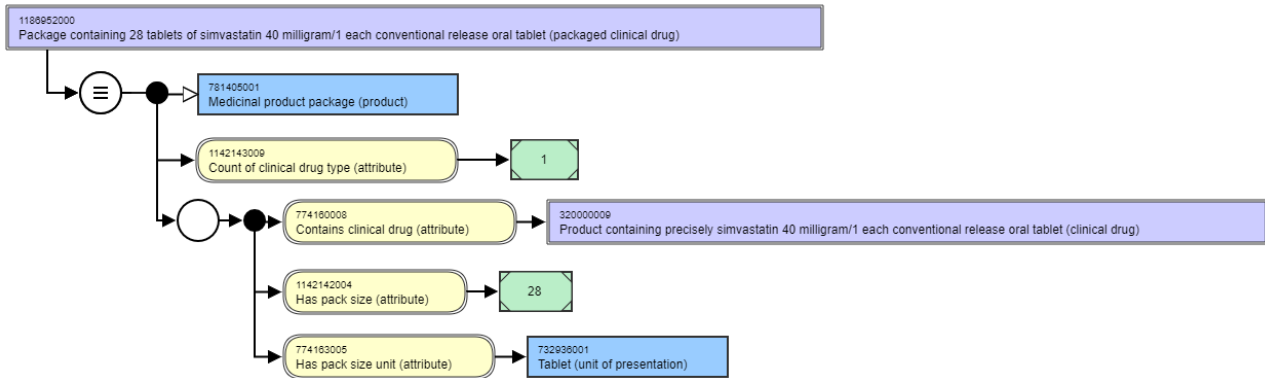 1186952000
Package containing 28 tablets of simvastatin 40 milligram/1 each conventional release oral tablet (packaged clinical drug)
781405001
Medicinal product package (product)
1142143009
Count of clinical drug type (attribute)
1
774160008
Contains clinical drug (attribute)
320000009
Product containing precisely simvastatin 40 milligram/1 each conventional release oral tablet (clinical drug)
1142142004
Has pack size (attribute)
28
774163005
Has pack size unit (attribute)
732936001
Tablet (unit of presentation)